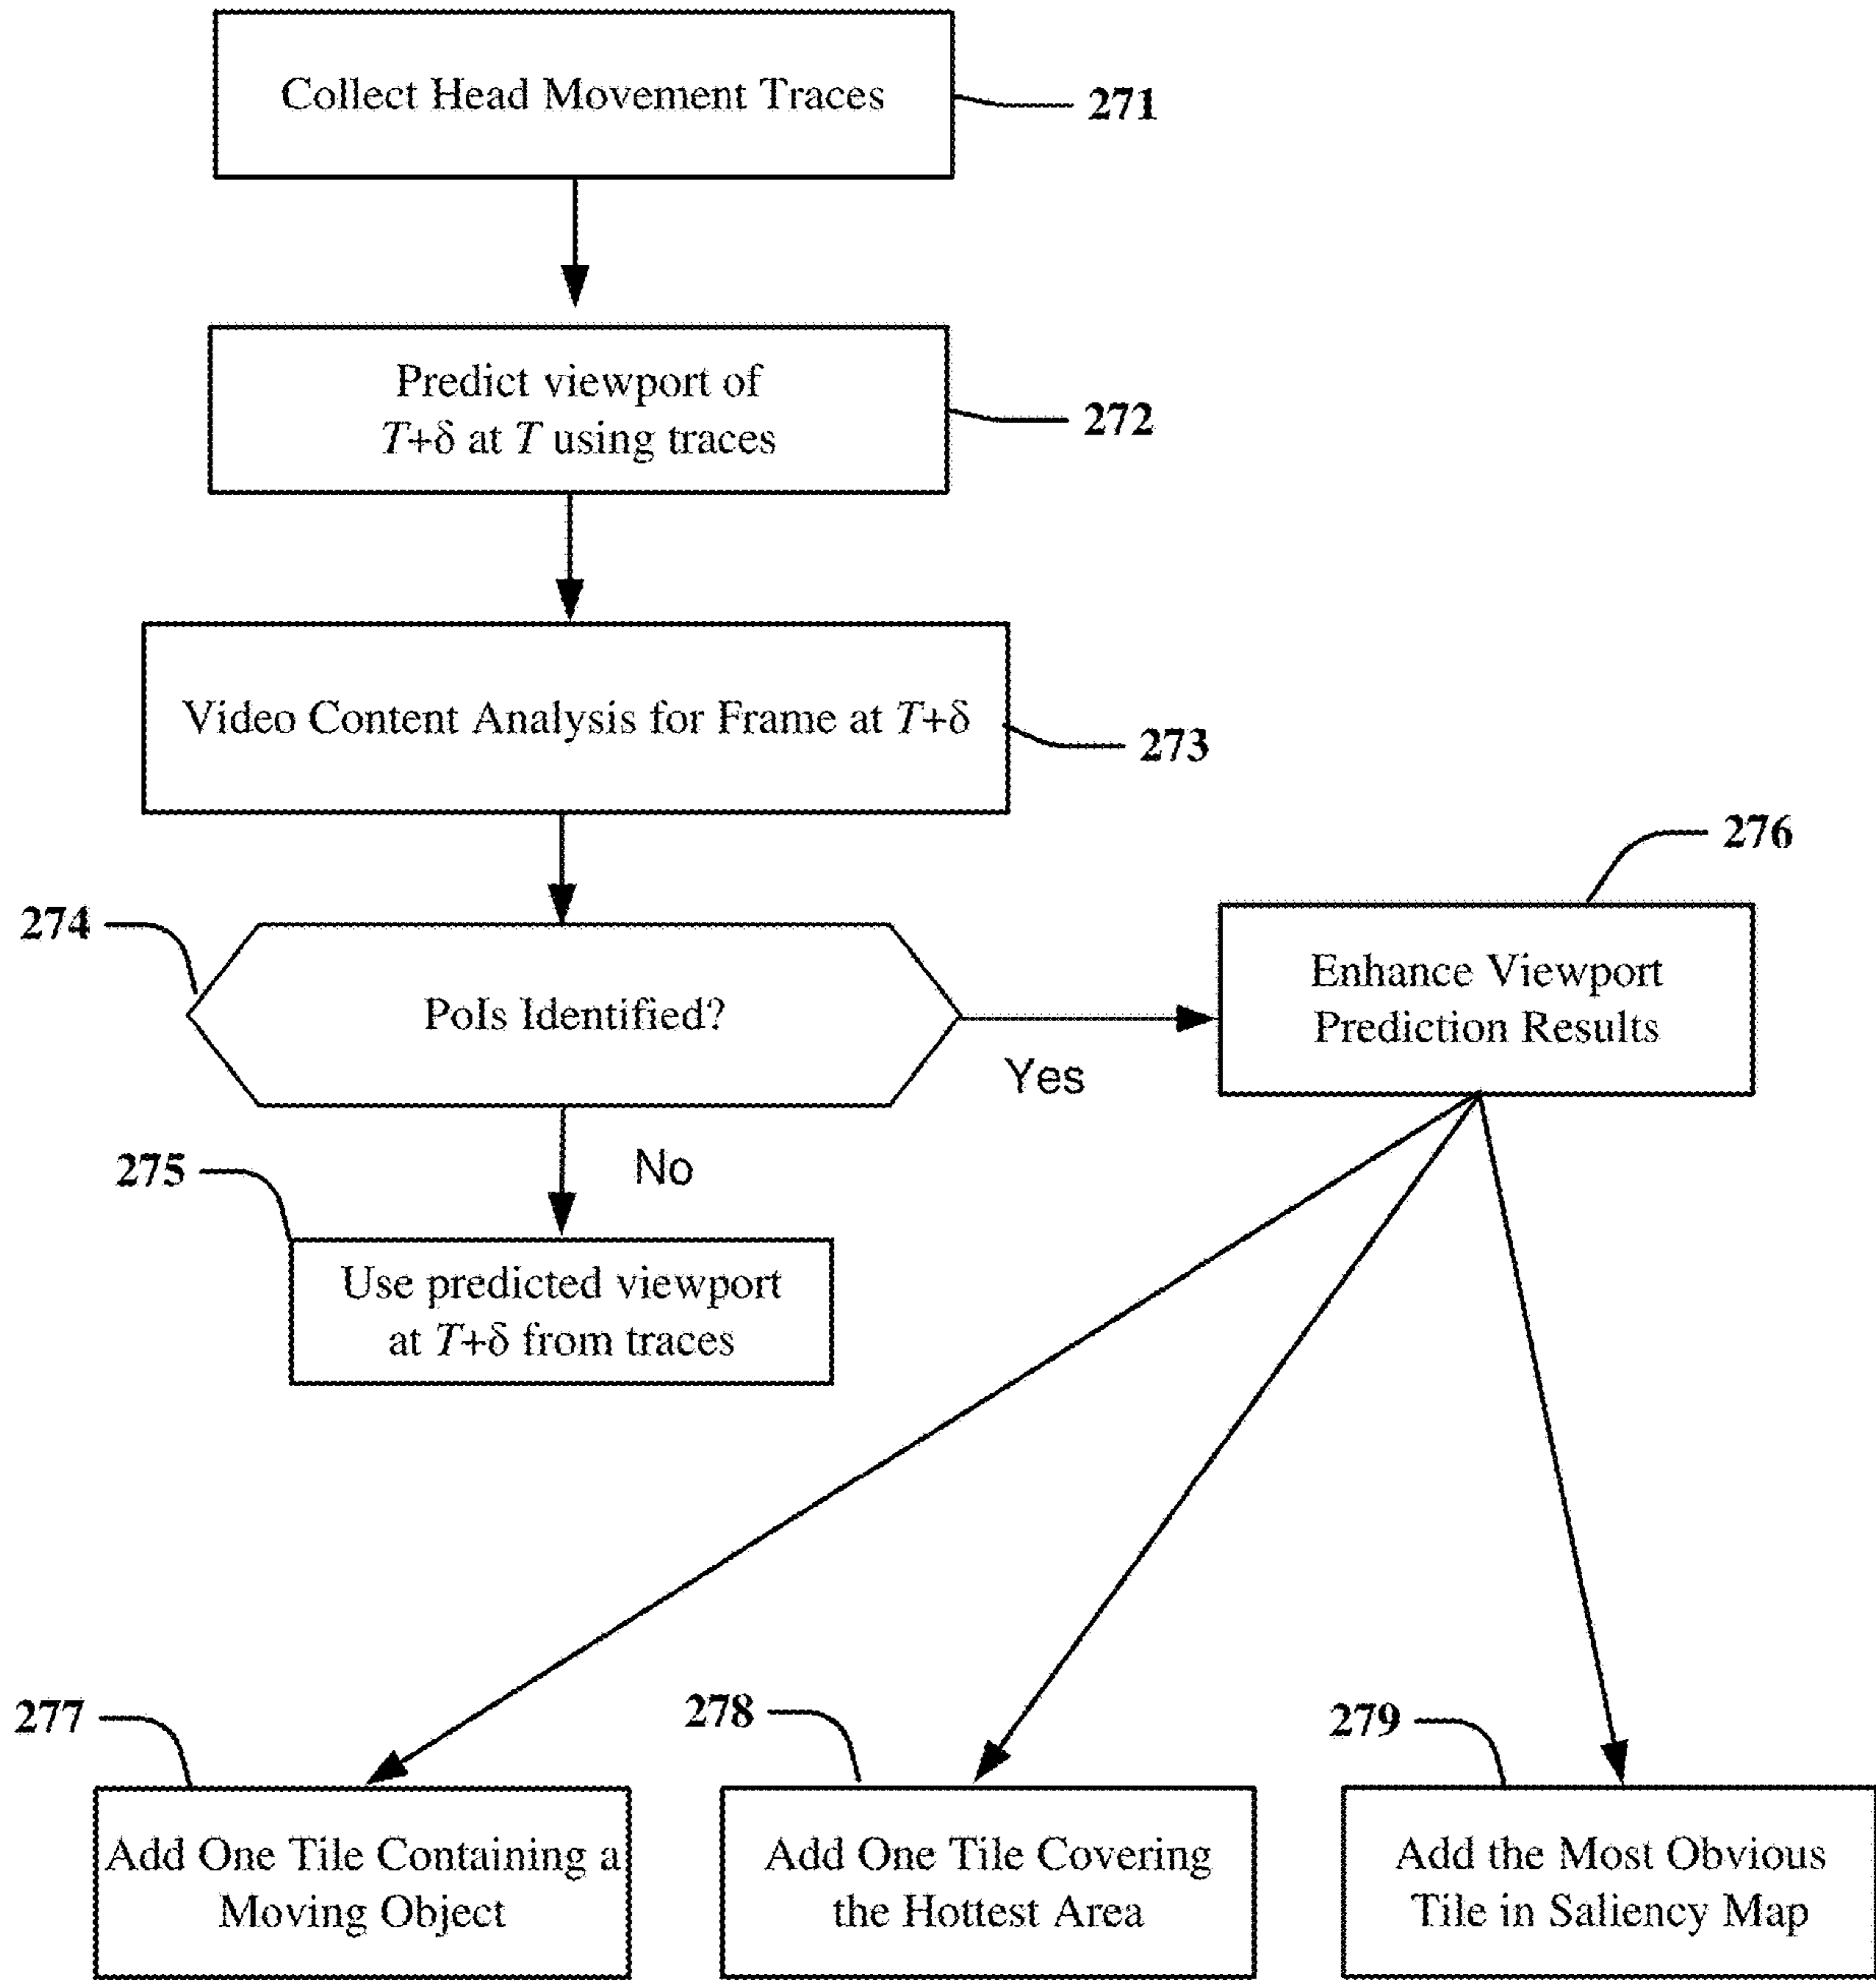 Collect Head Movement Traces
271
Predict viewport of
T+δ at T using traces
272
Video Content Analysis for Frame at T+δ
273
274
PoIs Identified?
Yes
276
Enhance Viewport
Prediction Results
No
275
Use predicted viewport
at T+δ from traces
277
Add One Tile Containing a
Moving Object
278
Add One Tile Covering
the Hottest Area
279
Add the Most Obvious
Tile in Saliency Map